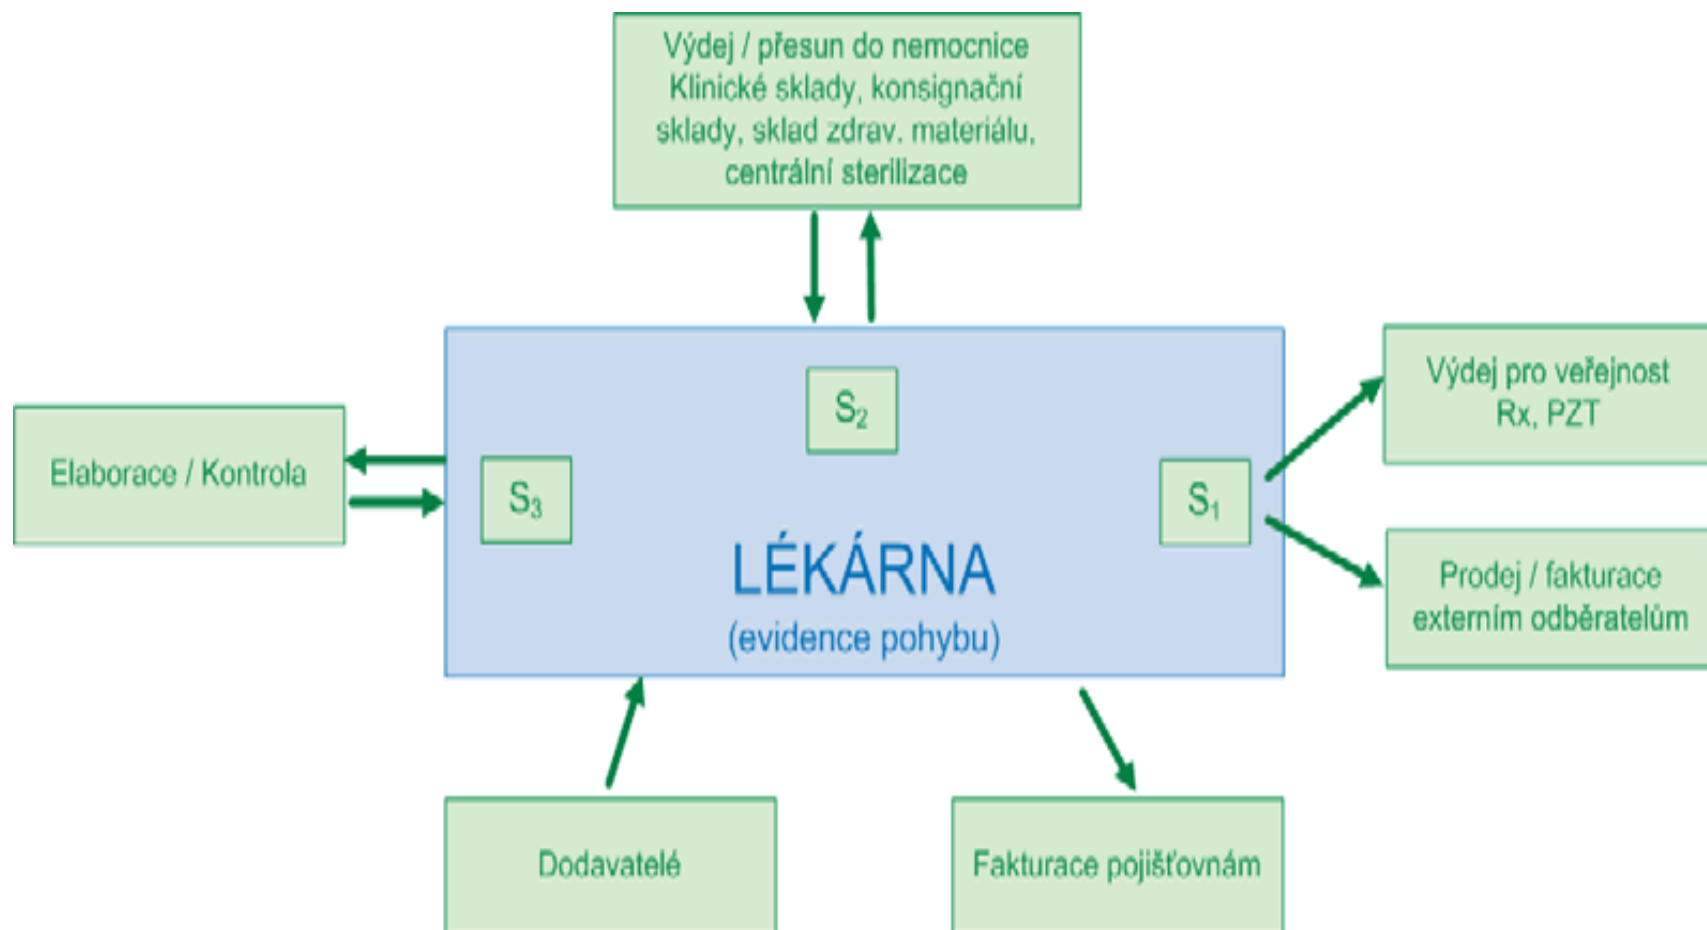 Výdej / přesun do nemocnice
Klinické sklady, konsignační
sklady, sklad zdrav. materiálu,
centrální sterilizace
Výdej pro veřejnost
Rx, PZT
S₂
Elaborace / Kontrola
S₃
S₁
LÉKÁRNA
(evidence pohybu)
Prodej / fakturace
externím odběratelům
Dodavatelé
Fakturace pojišťovnám